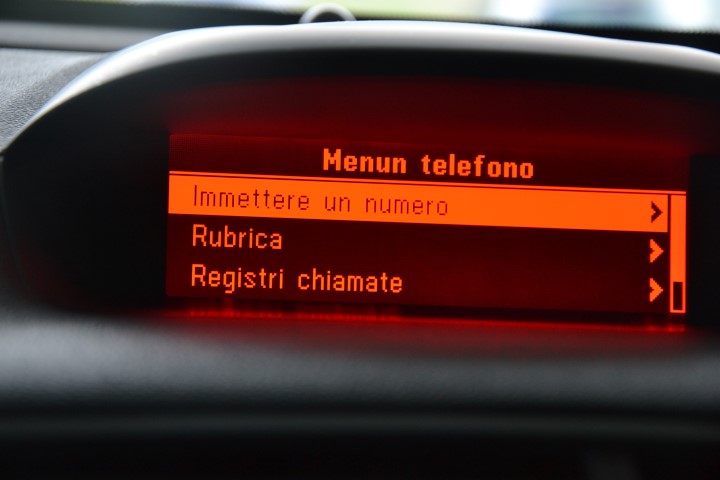 Menun telefono
Immettere un numero
Rubrica
Registri chiamate